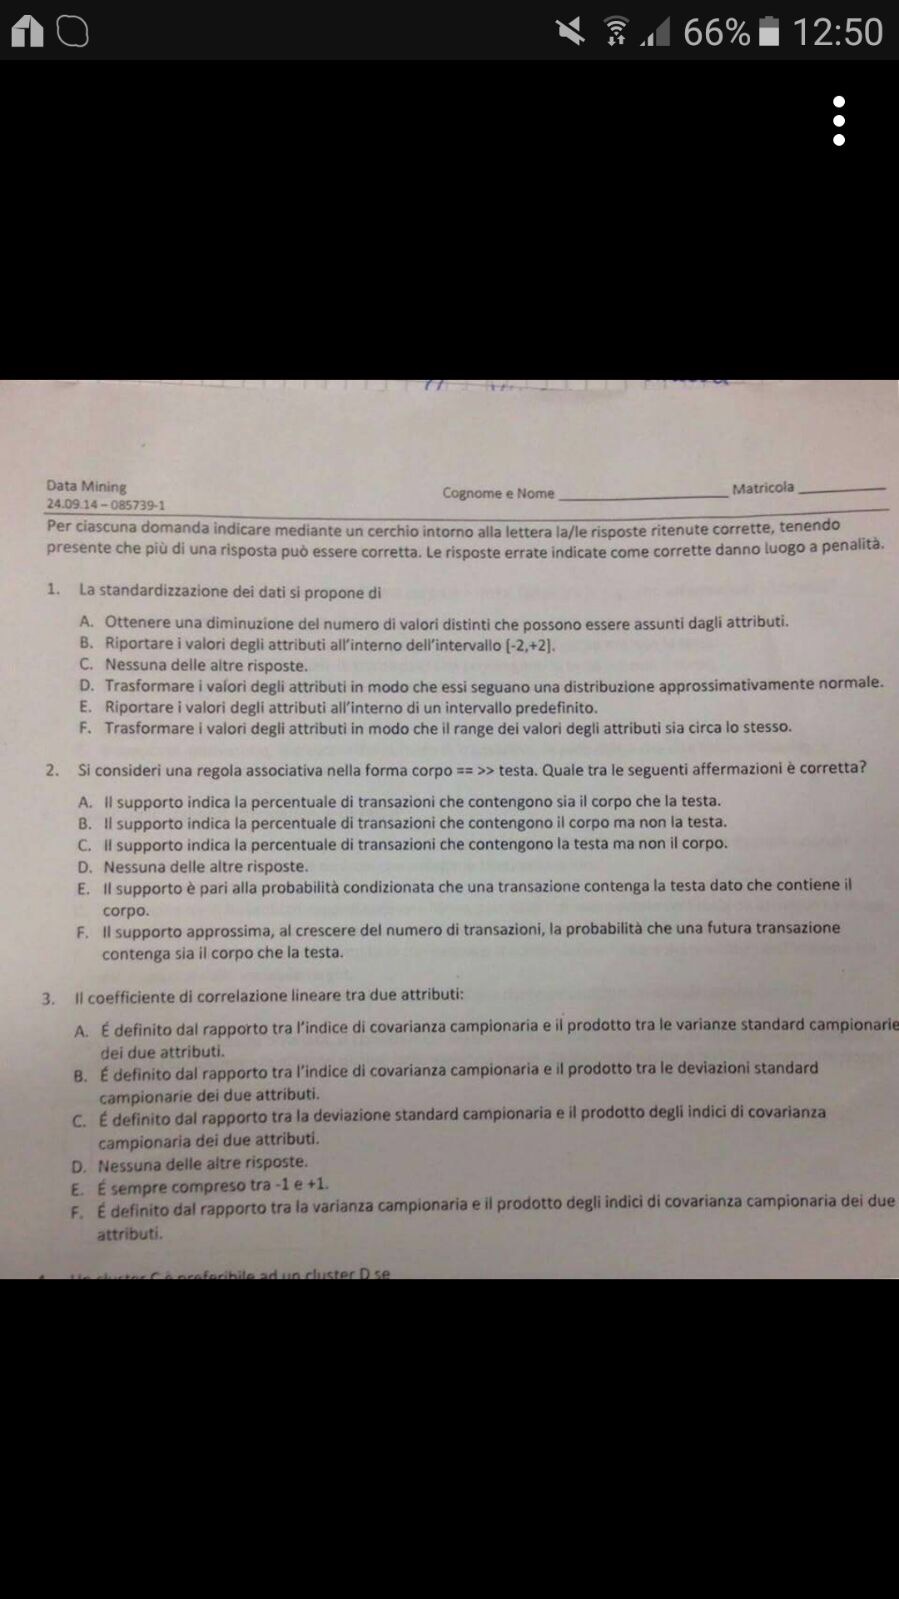 66% 12:50
Data Mining
Cognome e Nome
Matricola
24.09.14 – 085739-1
Per ciascuna domanda indicare mediante un cerchio intorno alla lettera la/le risposte ritenute corrette, tenendo
presente che più di una risposta può essere corretta. Le risposte errate indicate come corrette danno luogo a penalità.
1. La standardizzazione dei dati si propone di
A. Ottenere una diminuzione del numero di valori distinti che possono essere assunti dagli attributi.
B. Riportare i valori degli attributi all'interno dell'intervallo [-2,+2].
C. Nessuna delle altre risposte.
D. Trasformare i valori degli attributi in modo che essi seguano una distribuzione approssimativamente normale.
E. Riportare i valori degli attributi all'interno di un intervallo predefinito.
F. Trasformare i valori degli attributi in modo che il range dei valori degli attributi sia circa lo stesso.
2. Si consideri una regola associativa nella forma corpo == >> testa. Quale tra le seguenti affermazioni è corretta?
A. Il supporto indica la percentuale di transazioni che contengono sia il corpo che la testa.
B. Il supporto indica la percentuale di transazioni che contengono il corpo ma non la testa.
C. Il supporto indica la percentuale di transazioni che contengono la testa ma non il corpo.
D. Nessuna delle altre risposte.
E. Il supporto è pari alla probabilità condizionata che una transazione contenga la testa dato che contiene il
corpo.
F. Il supporto approssima, al crescere del numero di transazioni, la probabilità che una futura transazione
contenga sia il corpo che la testa.
3. Il coefficiente di correlazione lineare tra due attributi:
A. É definito dal rapporto tra l'indice di covarianza campionaria e il prodotto tra le varianze standard campionarie
dei due attributi.
B. É definito dal rapporto tra l'indice di covarianza campionaria e il prodotto tra le deviazioni standard
campionarie dei due attributi.
C. É definito dal rapporto tra la deviazione standard campionaria e il prodotto degli indici di covarianza
campionaria dei due attributi.
D. Nessuna delle altre risposte.
E. É sempre compreso tra -1 e +1.
F. É definito dal rapporto tra la varianza campionaria e il prodotto degli indici di covarianza campionaria dei due
attributi.
Un cluster C è preferibile ad un cluster D se